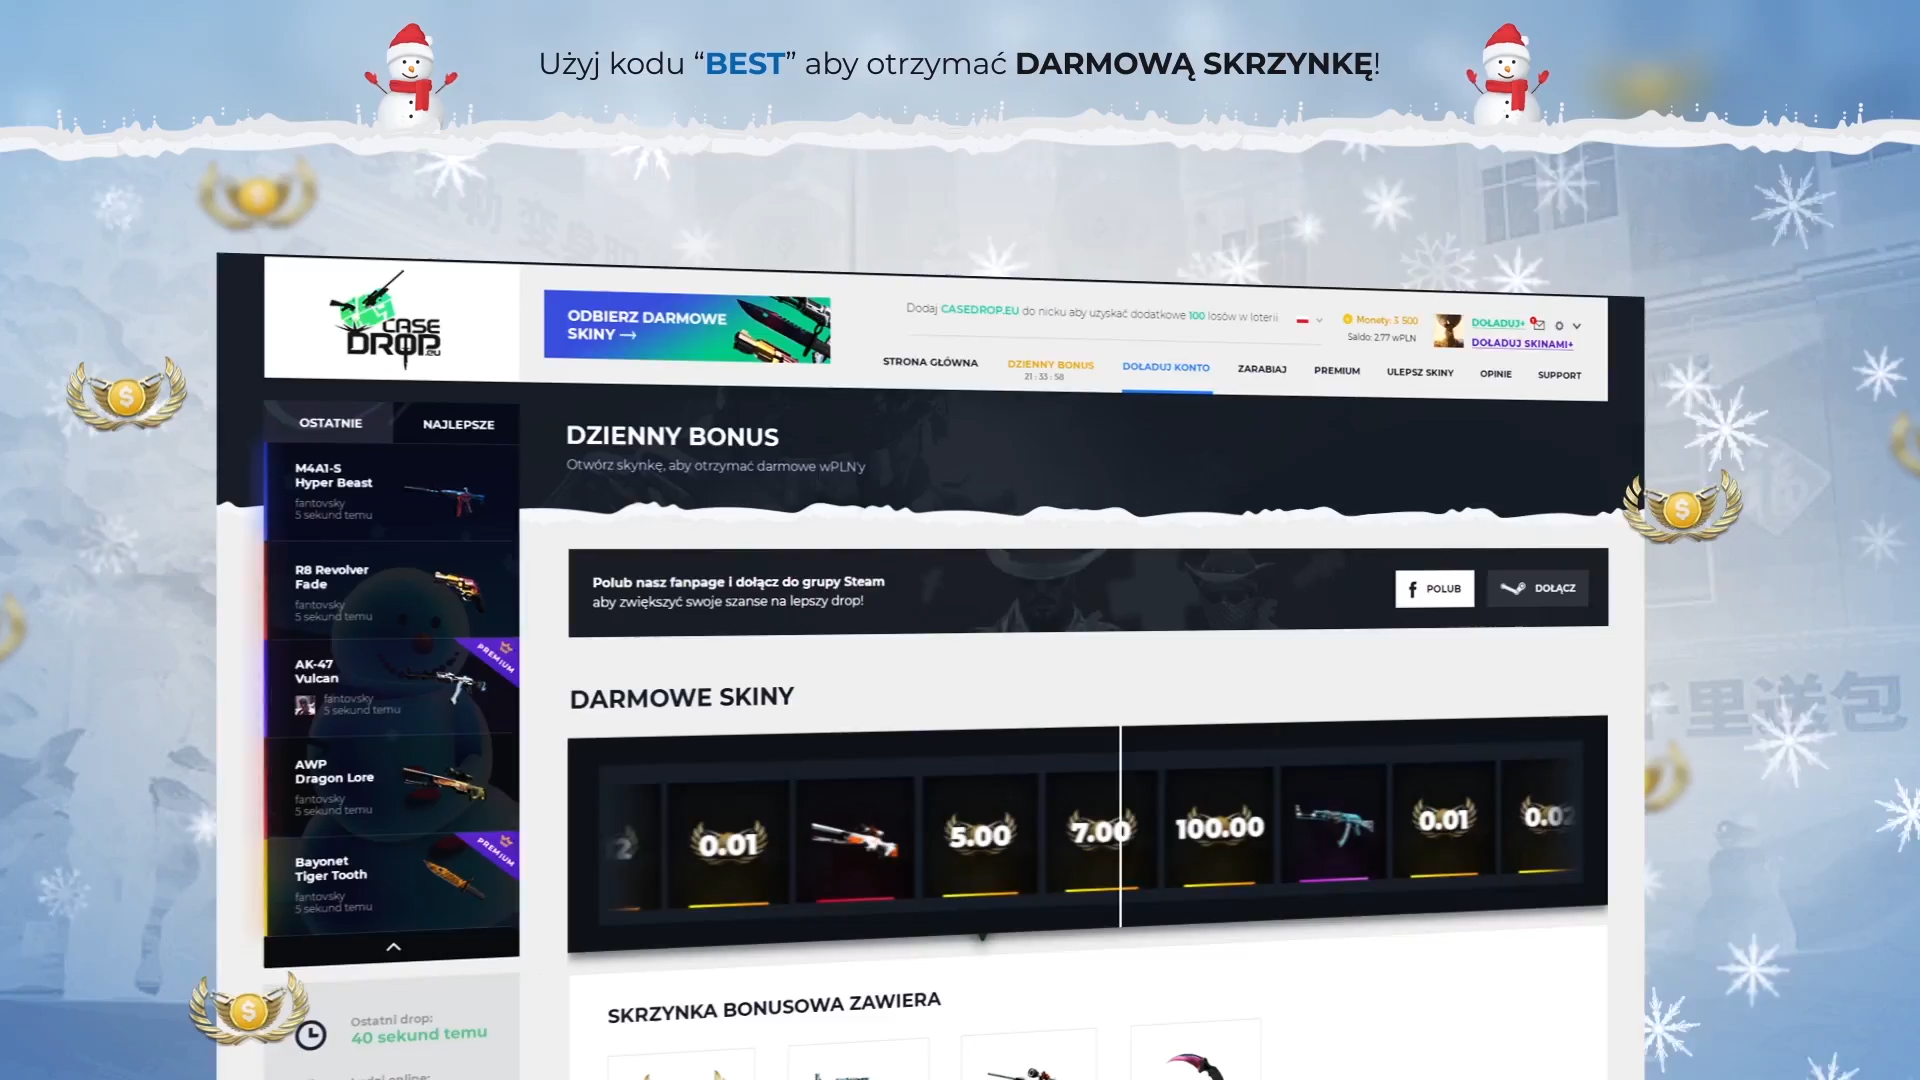 Użyj kodu “BEST” aby otrzymać DARMOWĄ SKRZYNKĘ!
CASE
DROP
.eu
ODBIERZ DARMOWE
SKINY →
Dodaj CASEDROP.EU do nicku aby uzyskać dodatkowe 100 losów w loterii
Monety: 3 500
Saldo: 2.77 wPLN
DOŁADUJ+
0
DOŁADUJ SKINAMI+
STRONA GŁÓWNA
DZIENNY BONUS
21 : 33 : 58
DOŁADUJ KONTO
ZARABIAJ
PREMIUM
ULEPSZ SKINY
OPINIE
SUPPORT
OSTATNIE
NAJLEPSZE
M4A1-S
Hyper Beast
fantovsky
5 sekund temu
R8 Revolver
Fade
fantovsky
5 sekund temu
PREMIUM
AK-47
Vulcan
fantovsky
5 sekund temu
AWP
Dragon Lore
fantovsky
5 sekund temu
PREMIUM
Bayonet
Tiger Tooth
fantovsky
5 sekund temu
Ostatni drop:
40 sekund temu
DZIENNY BONUS
Otwórz skynkę, aby otrzymać darmowe wPLN'y
Polub nasz fanpage i dołącz do grupy Steam
aby zwiększyć swoje szanse na lepszy drop!
POLUB
DOŁĄCZ
DARMOWE SKINY
2
0.01
5.00
7.00
100.00
0.01
0.02
SKRZYNKA BONUSOWA ZAWIERA